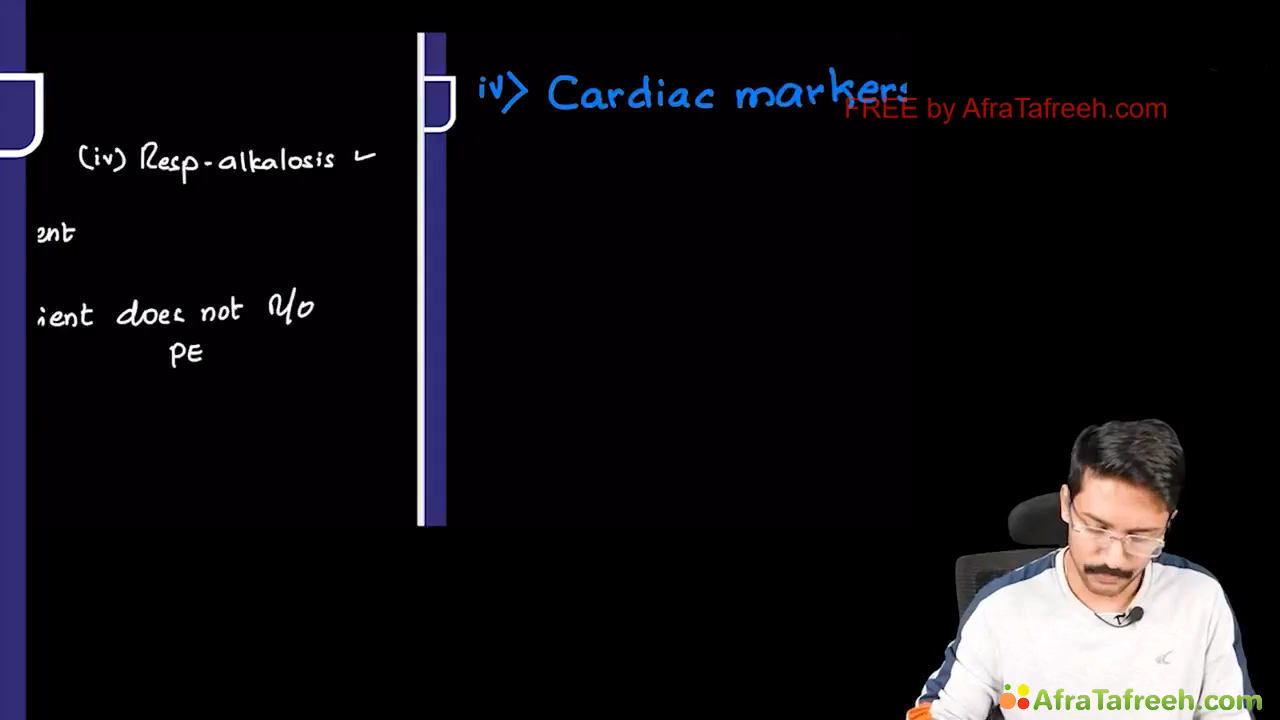 (iv) Resp-alkalosis ✓
ent
ient does not R/o
PE
iv> Cardiac markers
FREE by AfraTafreeh.com
AfraTafreeh.com